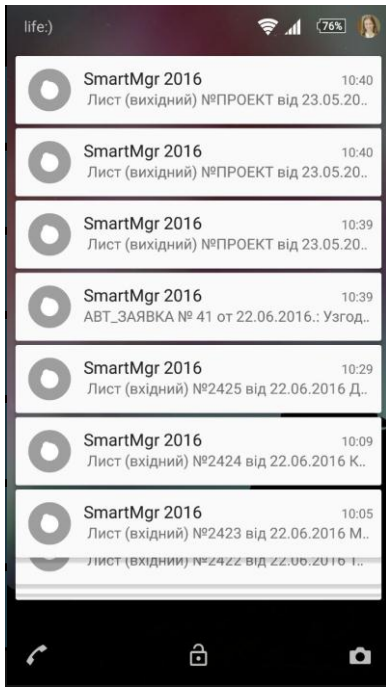 life:)
76%
SmartMgr 2016 10:40
Лист (вихідний) №ПРОЕКТ від 23.05.20..
SmartMgr 2016 10:40
Лист (вихідний) №ПРОЕКТ від 23.05.20..
SmartMgr 2016 10:39
Лист (вихідний) №ПРОЕКТ від 23.05.20..
SmartMgr 2016 10:39
АВТ_ЗАЯВКА № 41 от 22.06.2016.: Узгод..
SmartMgr 2016 10:29
Лист (вхідний) №2425 від 22.06.2016 Д..
SmartMgr 2016 10:09
Лист (вхідний) №2424 від 22.06.2016 К..
SmartMgr 2016 10:05
Лист (вхідний) №2423 від 22.06.2016 М..
Лист (вхідний) №2422 від 22.06.2016